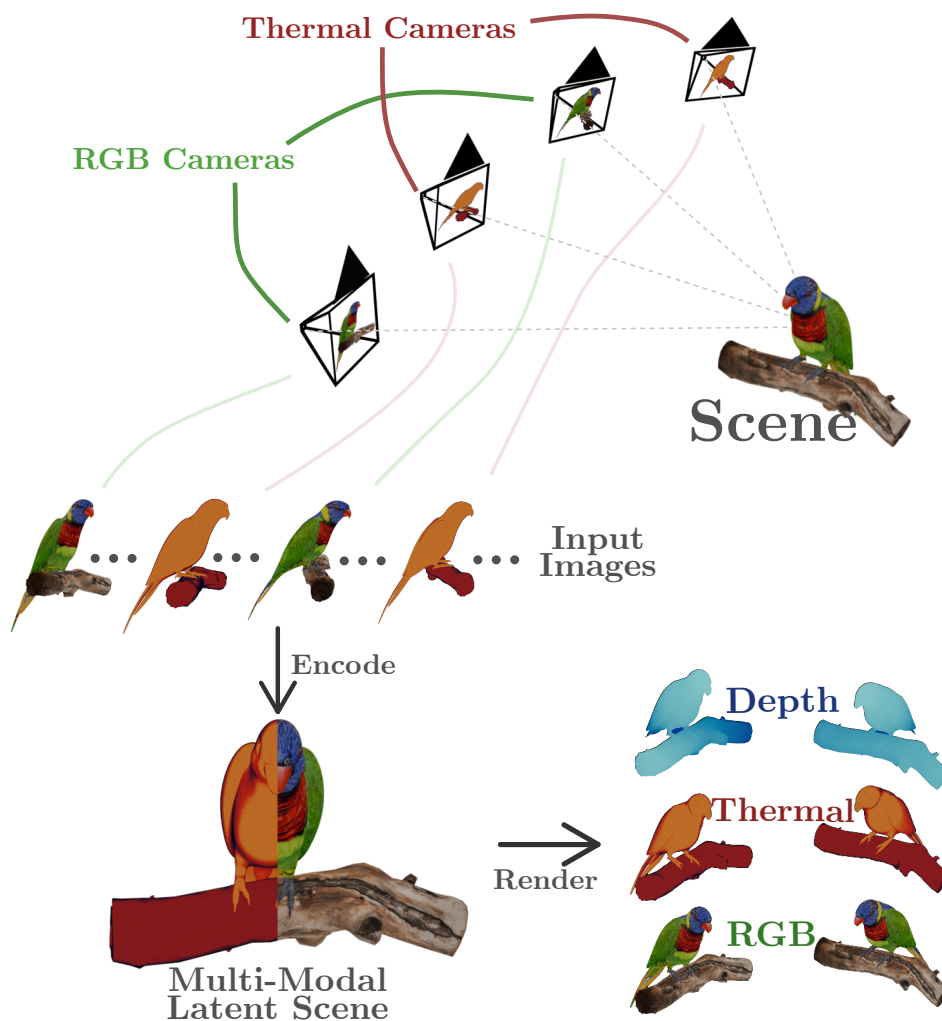 Thermal Cameras
RGB Cameras
Scene
Input
Images
Encode
Depth
Thermal
Render
RGB
Multi-Modal
Latent Scene